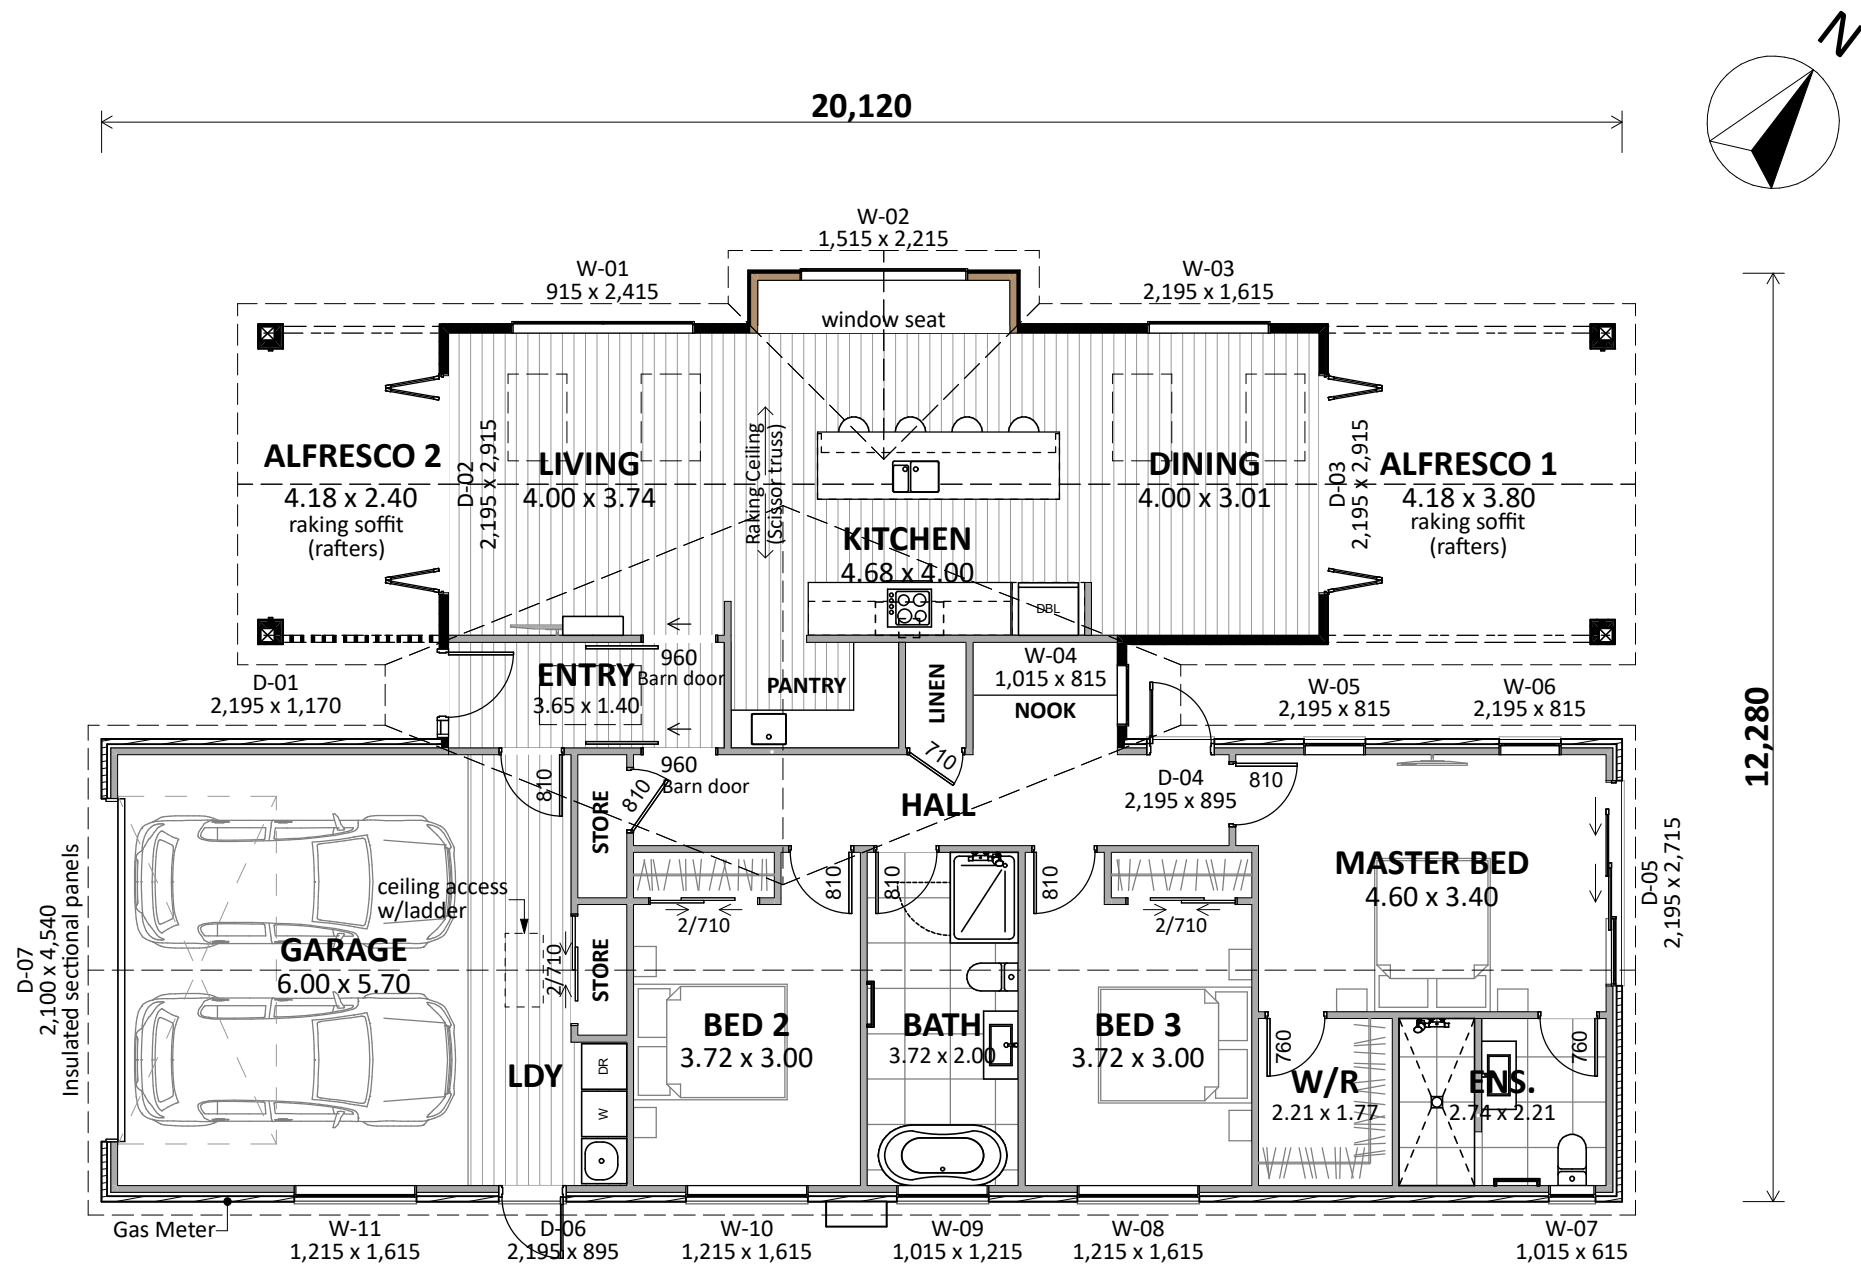 N
20,120
W-02
1,515 x 2,215
W-01
915 x 2,415
W-03
2,195 x 1,615
window seat
ALFRESCO 2
4.18 x 2.40
raking soffit
(rafters)
D-02
2,195 x 2,915
LIVING
4.00 x 3.74
Raking Ceiling
(Scissor truss)
KITCHEN
4.68 x 4.00
DBL
DINING
4.00 x 3.01
D-03
2,195 x 2,915
ALFRESCO 1
4.18 x 3.80
raking soffit
(rafters)
D-01
2,195 x 1,170
ENTRY
3.65 x 1.40
960
Barn door
PANTRY
LINEN
710
W-04
1,015 x 815
NOOK
W-05
2,195 x 815
W-06
2,195 x 815
12,280
960
Barn door
810
STORE
810
HALL
D-04
2,195 x 895
810
D-07
2,100 x 4,540
Insulated sectional panels
ceiling access
w/ladder
GARAGE
6.00 x 5.70
2/710
STORE
2/710
810
810
810
2/710
MASTER BED
4.60 x 3.40
D-05
2,195 x 2,715
LDY
DR
W
BED 2
3.72 x 3.00
BATH
3.72 x 2.00
BED 3
3.72 x 3.00
760
W/R
2.21 x 1.77
ENS.
2.74 x 2.21
760
Gas Meter
W-11
1,215 x 1,615
D-06
2,195 x 895
W-10
1,215 x 1,615
W-09
1,015 x 1,215
W-08
1,215 x 1,615
W-07
1,015 x 615